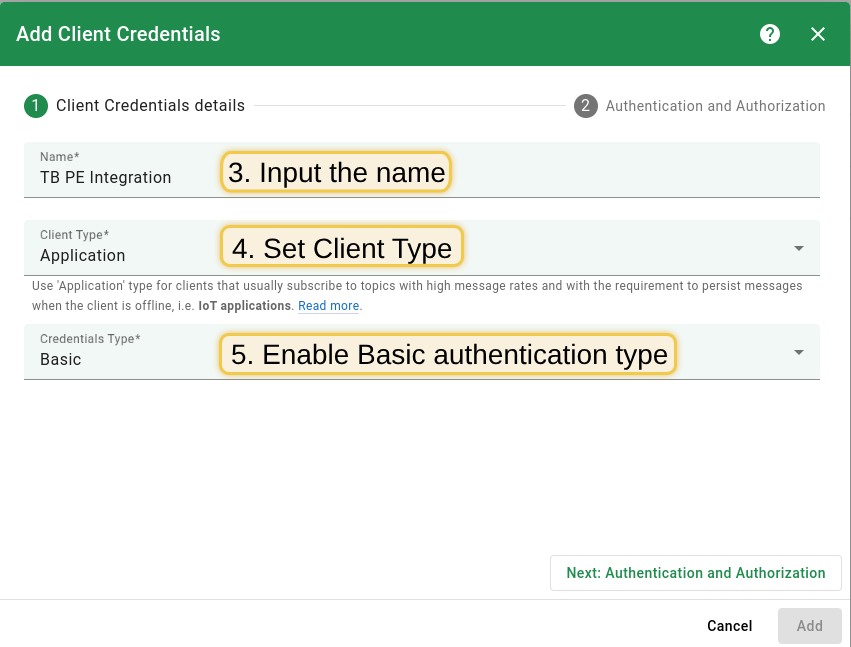 Add Client Credentials
?
1 Client Credentials details
2 Authentication and Authorization
Name*
TB PE Integration
3. Input the name
Client Type*
Application
4. Set Client Type
Use 'Application' type for clients that usually subscribe to topics with high message rates and with the requirement to persist messages
when the client is offline, i.e. IoT applications. Read more.
Credentials Type*
Basic
5. Enable Basic authentication type
Next: Authentication and Authorization
Cancel
Add